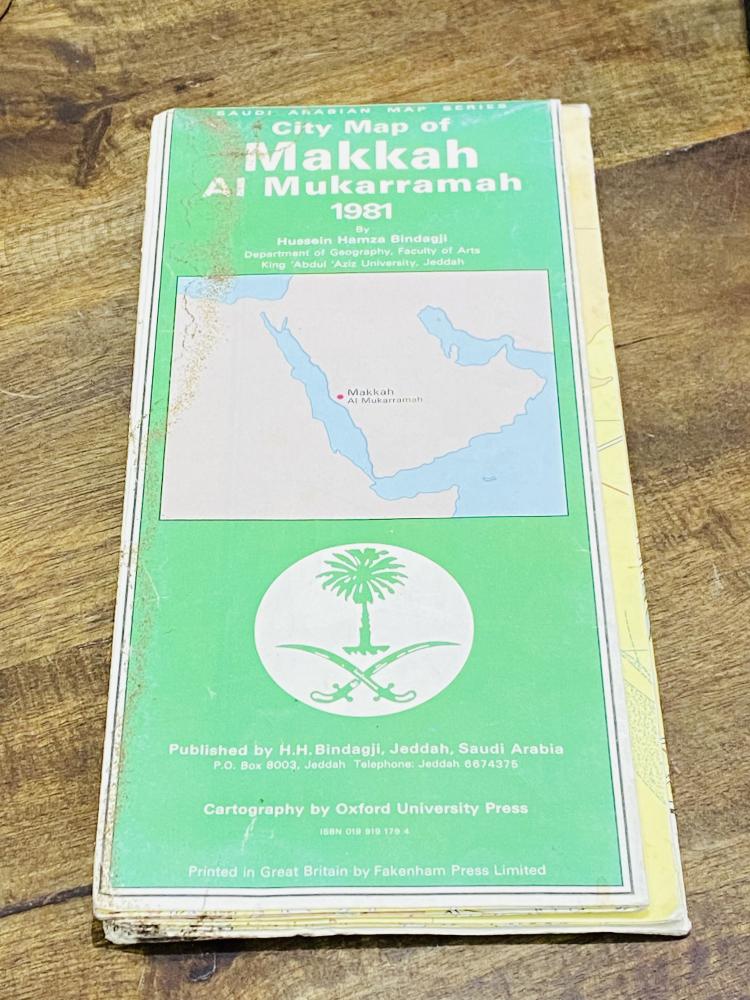 SAUDI ARABIAN MAP SERIES
City Map of
Makkah
Al Mukarramah
1981
By
Hussein Hamza Bindagji
Department of Geography, Faculty of Arts
King 'Abdul 'Aziz University, Jeddah
Makkah
Al Mukarramah
Published by H.H. Bindagji, Jeddah, Saudi Arabia
P.O. Box 8003, Jeddah Telephone: Jeddah 6674375
Cartography by Oxford University Press
ISBN 019 919 179 4
Printed in Great Britain by Fakenham Press Limited